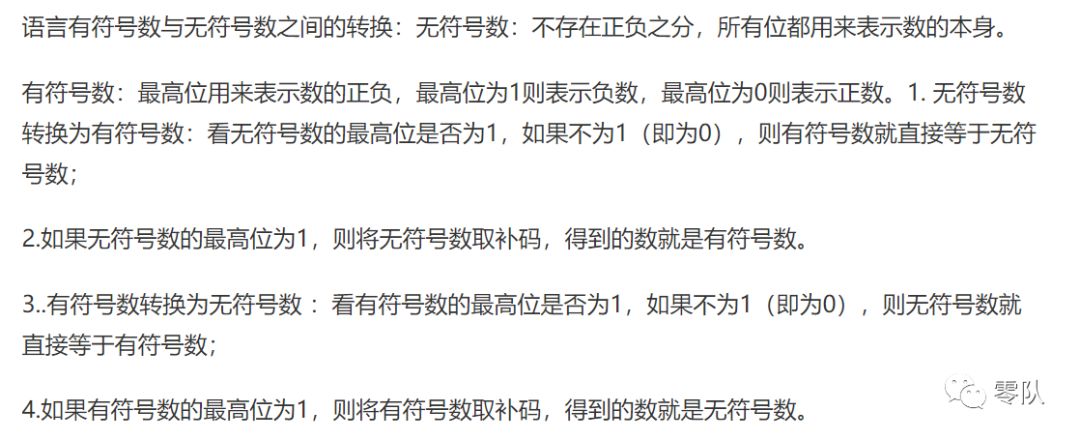 语言有符号数与无符号数之间的转换：无符号数：不存在正负之分，所有位都用来表示数的本身。
有符号数：最高位用来表示数的正负，最高位为1则表示负数，最高位为0则表示正数。1. 无符号数
转换为有符号数：看无符号数的最高位是否为1，如果不为1（即为0），则有符号数就直接等于无符
号数；
2.如果无符号数的最高位为1，则将无符号数取补码，得到的数就是有符号数。
3..有符号数转换为无符号数 ：看有符号数的最高位是否为1，如果不为1（即为0），则无符号数就
直接等于有符号数；
4.如果有符号数的最高位为1，则将有符号数取补码，得到的数就是无符号数。
零队